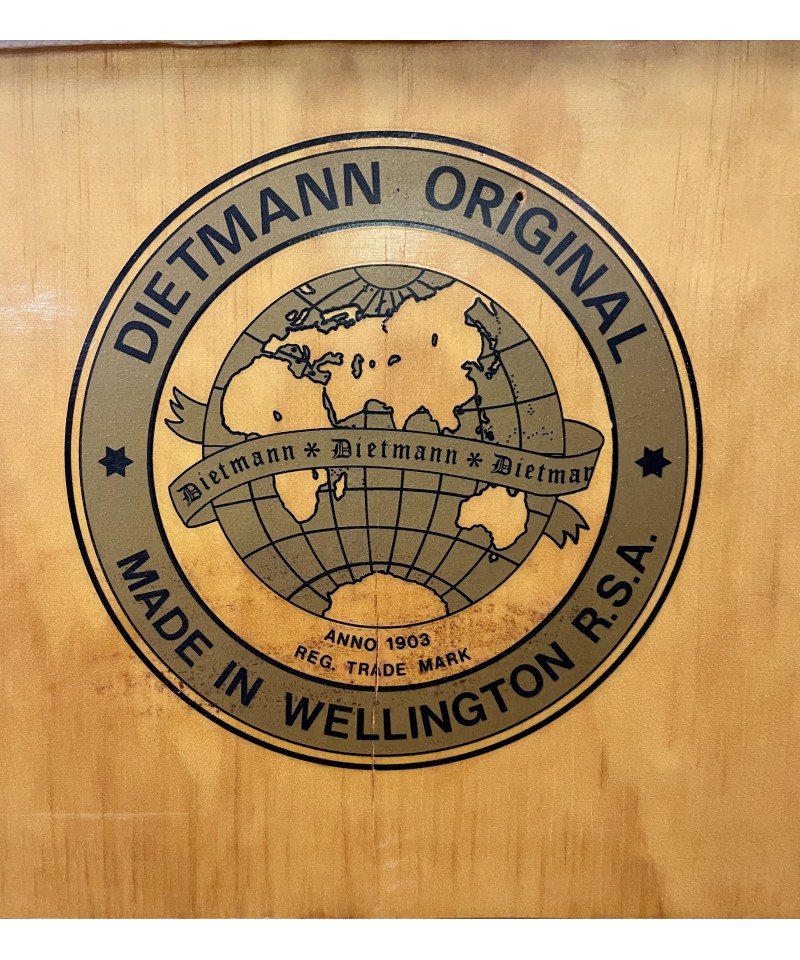 DIETMANN ORIGINAL
Dietmann * Dietmann * Dietman
ANNO 1903
REG. TRADE MARK
MADE IN WELLINGTON R.S.A.